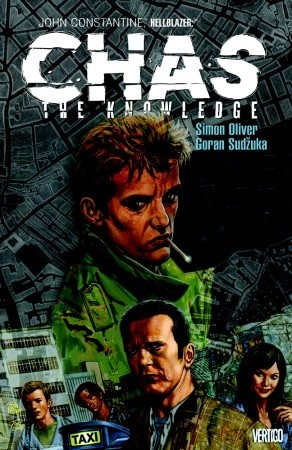 JOHN CONSTANTINE, HELLBLAZER:
CHAS
THE KNOWLEDGE
Simon Oliver
Goran Sudžuka
TAXI
VERTIGO